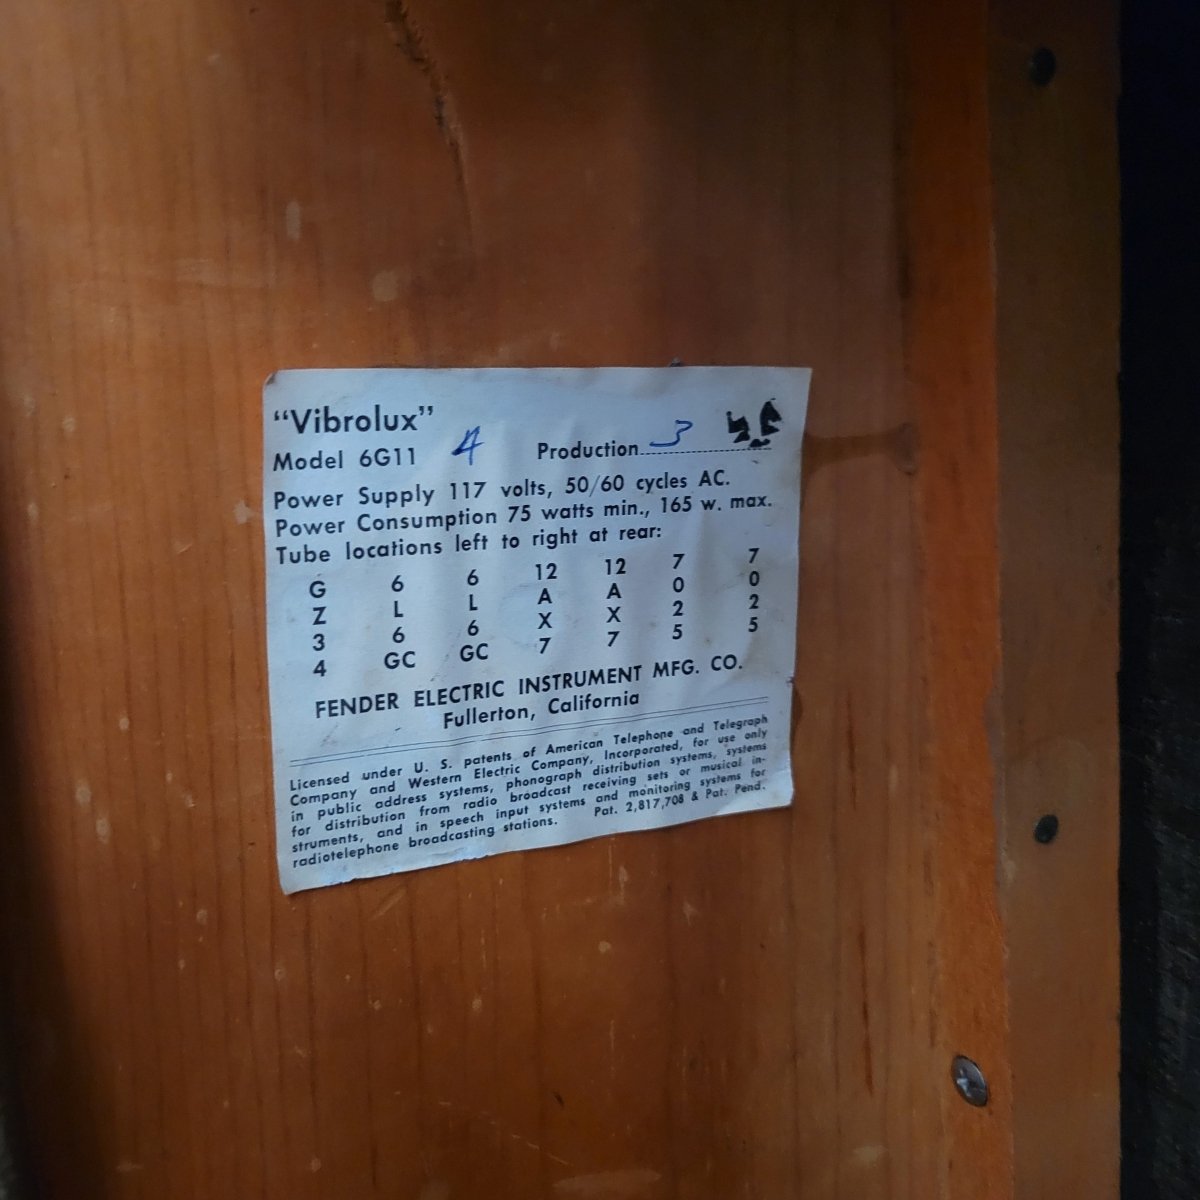 "Vibrolux"
Model 6G11 A Production 3
Power Supply 117 volts, 50/60 cycles AC.
Power Consumption 75 watts min., 165 w. max.
Tube locations left to right at rear:
G 6 6 12 12 7 7
Z L L A A 0 0
3 6 6 X X 2 2
4 GC GC 7 7 5 5
FENDER ELECTRIC INSTRUMENT MFG. CO.
Fullerton, California
Licensed under U. S. patents of American Telephone and Telegraph
Company and Western Electric Company, Incorporated, for use only
in public address systems, phonograph distribution systems, systems
for distribution from radio broadcast receiving sets or musical in-
struments, and in speech input systems and monitoring systems for
radiotelephone broadcasting stations. Pat. 2,817,708 & Pat. Pend.